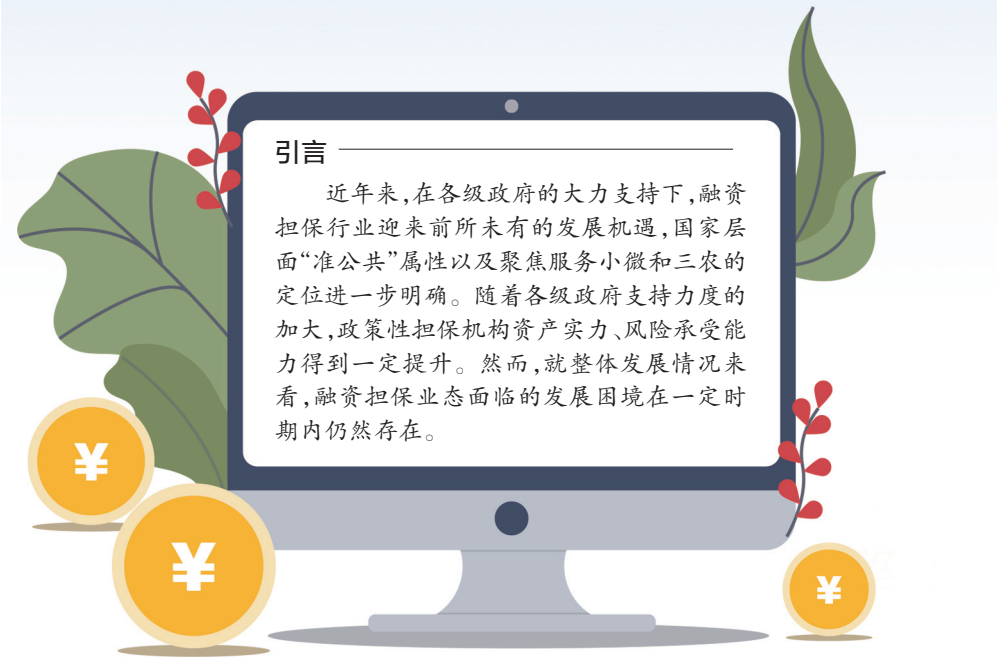 引言
近年来,在各级政府的大力支持下,融资
担保行业迎来前所未有的发展机遇,国家层
面“准公共”属性以及聚焦服务小微和三农的
定位进一步明确。随着各级政府支持力度的
加大,政策性担保机构资产实力、风险承受能
力得到一定提升。然而,就整体发展情况来
看,融资担保业态面临的发展困境在一定时
期内仍然存在。
¥
¥
¥